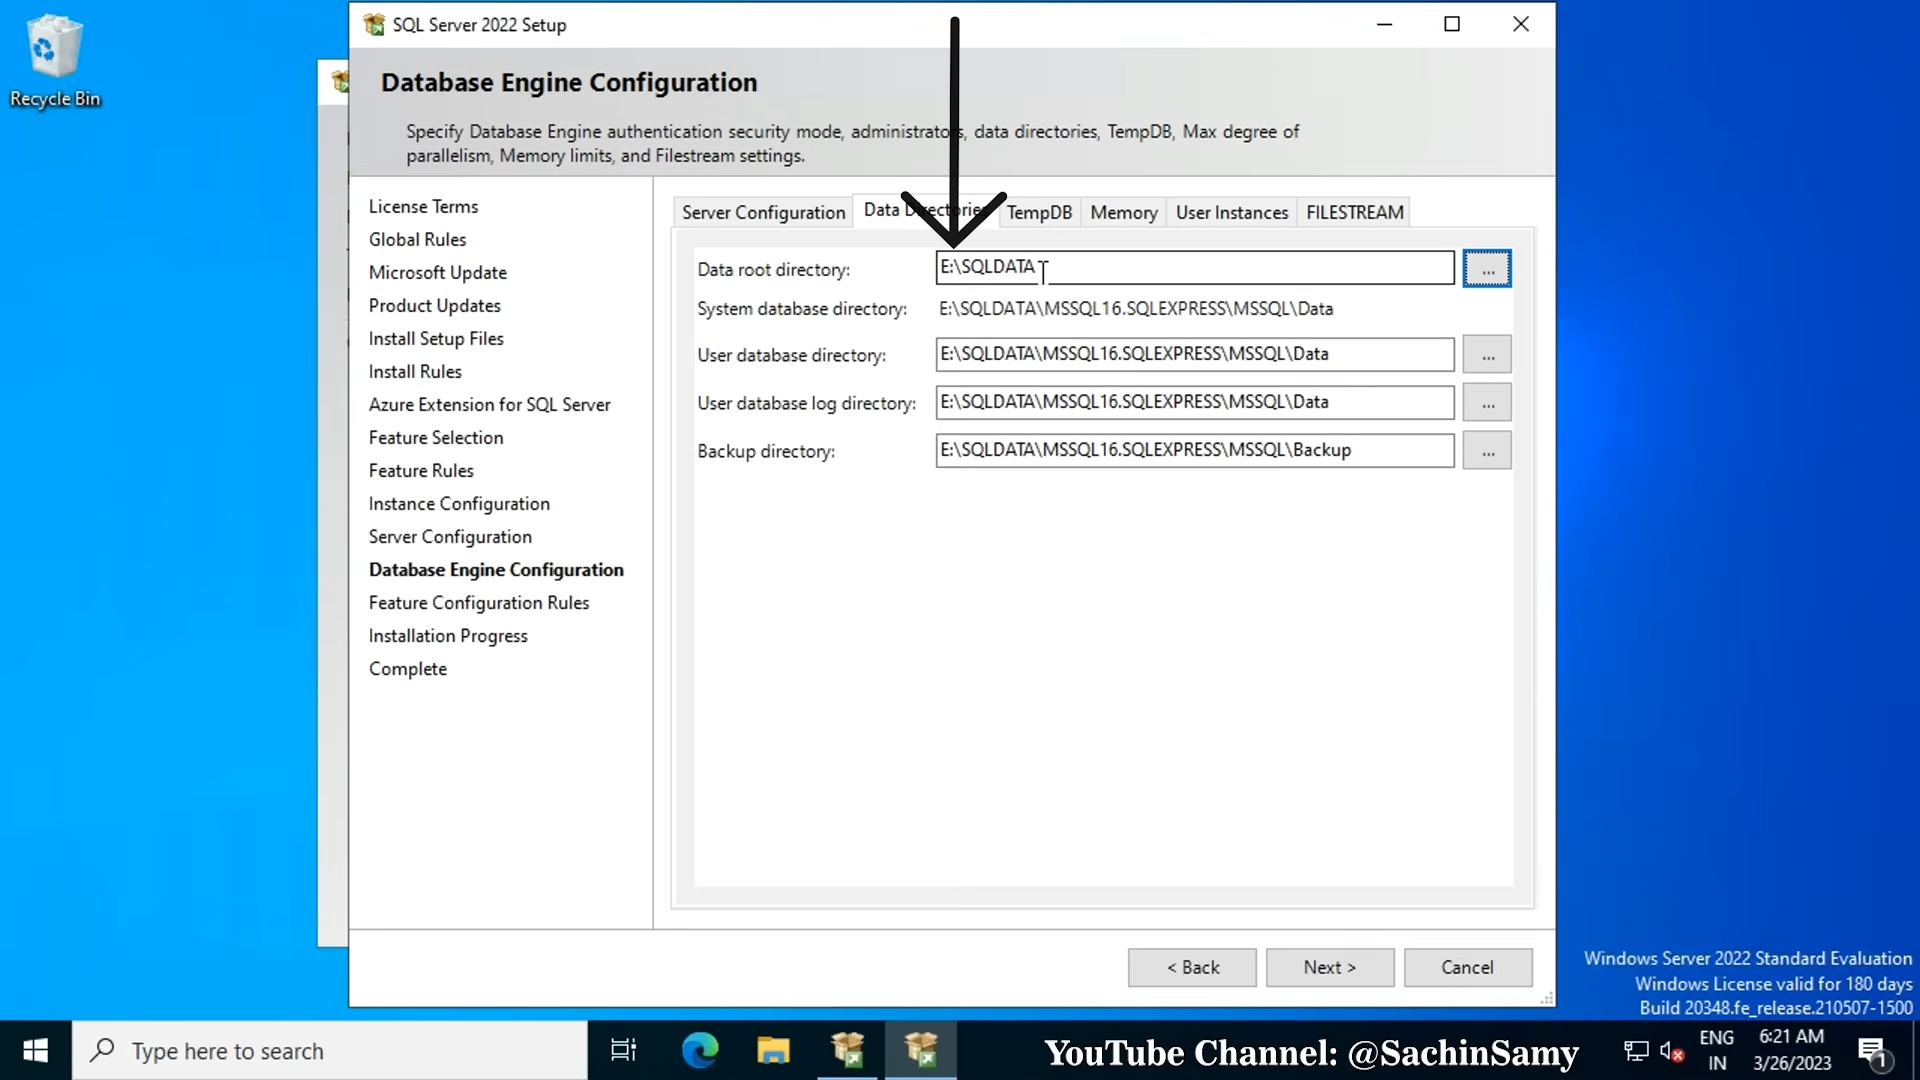 Recycle Bin
SQL Server 2022 Setup
Database Engine Configuration
Specify Database Engine authentication security mode, administrators, data directories, TempDB, Max degree of
parallelism, Memory limits, and Filestream settings.
License Terms
Global Rules
Microsoft Update
Product Updates
Install Setup Files
Install Rules
Azure Extension for SQL Server
Feature Selection
Feature Rules
Instance Configuration
Server Configuration
Database Engine Configuration
Feature Configuration Rules
Installation Progress
Complete
Server Configuration Data Directories TempDB Memory User Instances FILESTREAM
Data root directory: E:\SQLDATA ...
System database directory: E:\SQLDATA\MSSQL16.SQLEXPRESS\MSSQL\Data
User database directory: E:\SQLDATA\MSSQL16.SQLEXPRESS\MSSQL\Data ...
User database log directory: E:\SQLDATA\MSSQL16.SQLEXPRESS\MSSQL\Data ...
Backup directory: E:\SQLDATA\MSSQL16.SQLEXPRESS\MSSQL\Backup ...
< Back Next > Cancel
Windows Server 2022 Standard Evaluation
Windows License valid for 180 days
Build 20348.fe_release.210507-1500
Type here to search
YouTube Channel: @SachinSamy
ENG
IN
6:21 AM
3/26/2023
1